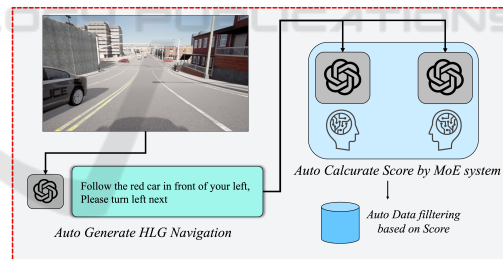 Follow the red car in front of your left,
Please turn left next
Auto Generate HLG Navigation
Auto Calcurate Score by MoE system
Auto Data filltering
based on Score